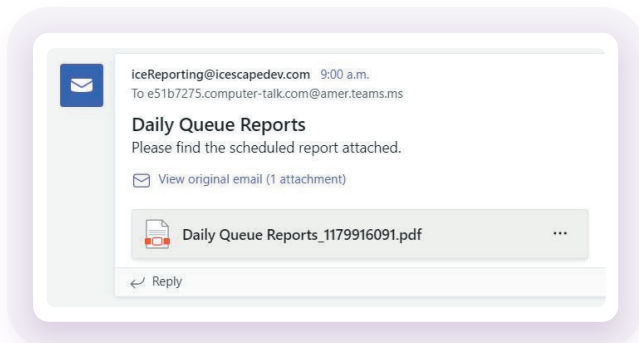 iceReporting@icescapedev.com 9:00 a.m.
To e51b7275.computer-talk.com@amer.teams.ms
Daily Queue Reports
Please find the scheduled report attached.
View original email (1 attachment)
Daily Queue Reports_1179916091.pdf
Reply